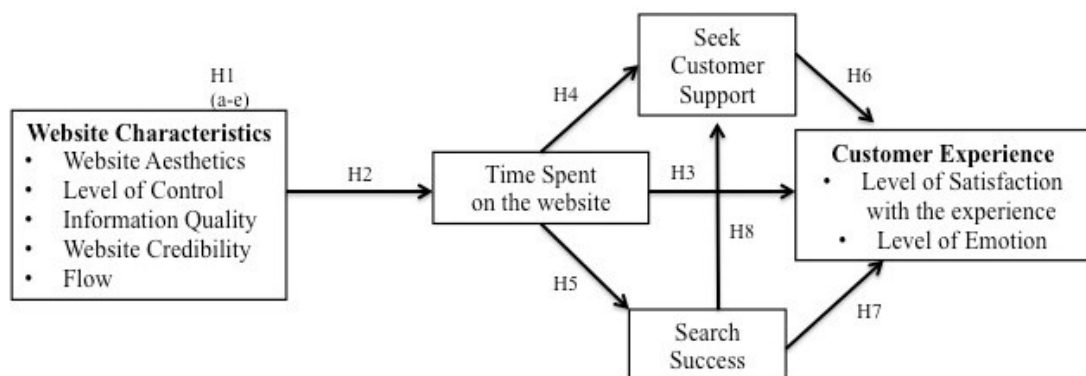 H1
(a-e)
Website Characteristics
• Website Aesthetics
• Level of Control
• Information Quality
• Website Credibility
• Flow
H2
Time Spent
on the website
H4
H5
Seek
Customer
Support
H3
H8
Search
Success
H6
H7
Customer Experience
• Level of Satisfaction
with the experience
• Level of Emotion